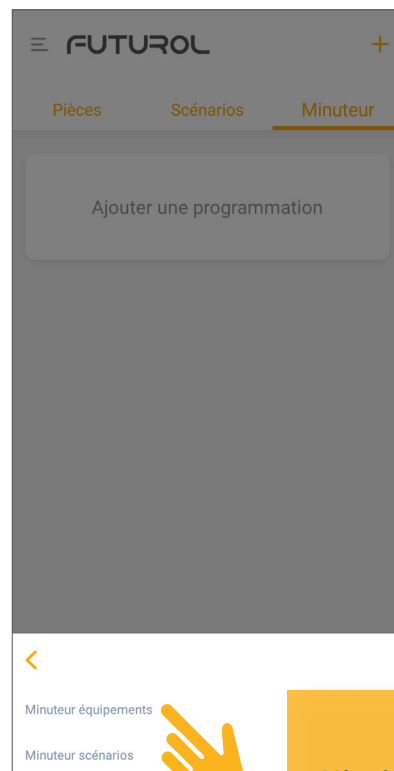 FUTUROL
Pièces Scénarios Minuteur
Ajouter une programmation
Minuteur équipements
Minuteur scénarios